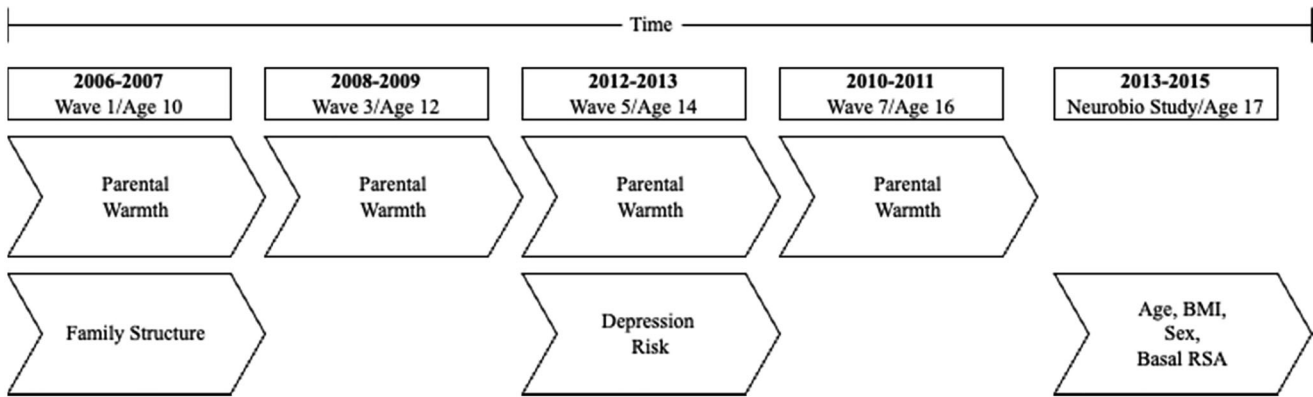 Time
2006-2007
Wave 1/Age 10
2008-2009
Wave 3/Age 12
2012-2013
Wave 5/Age 14
2010-2011
Wave 7/Age 16
2013-2015
Neurobio Study/Age 17
Parental
Warmth
Parental
Warmth
Parental
Warmth
Parental
Warmth
Family Structure
Depression
Risk
Age, BMI,
Sex,
Basal RSA